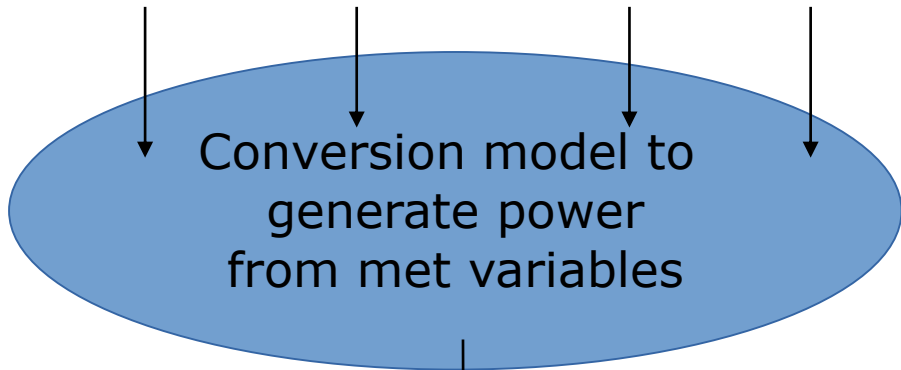 Conversion model to
generate power
from met variables